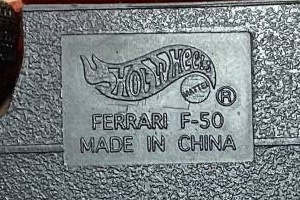 Hot Wheels
MATTEL
®
FERRARI F-50
MADE IN CHINA